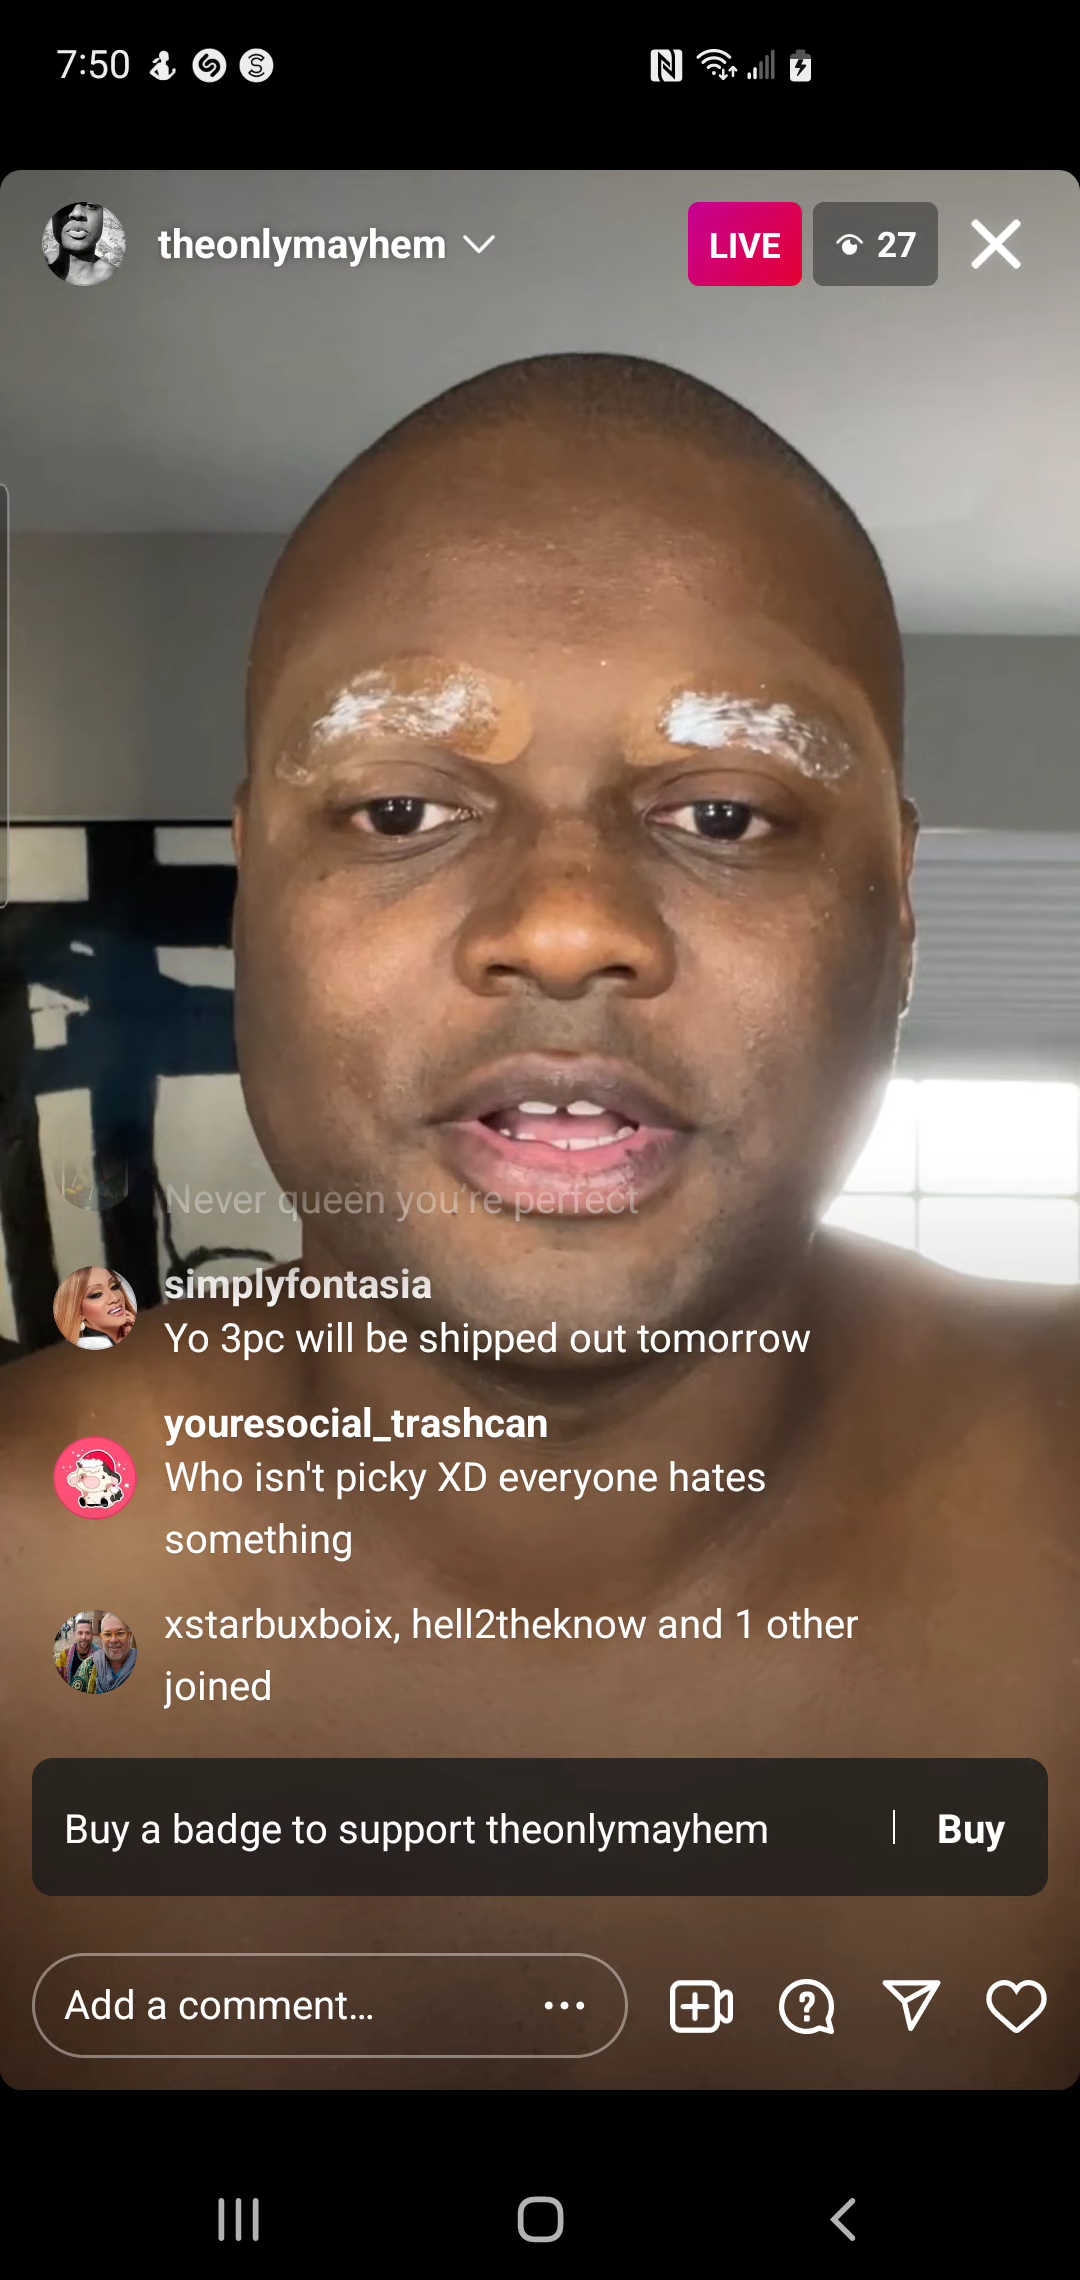 7:50
theonlymayhem
LIVE
27
Never queen you're perfect
simplyfontasia
Yo 3pc will be shipped out tomorrow
youresocial_trashcan
Who isn't picky XD everyone hates
something
xstarbuxboix, hell2theknow and 1 other
joined
Buy a badge to support theonlymayhem | Buy
Add a comment...